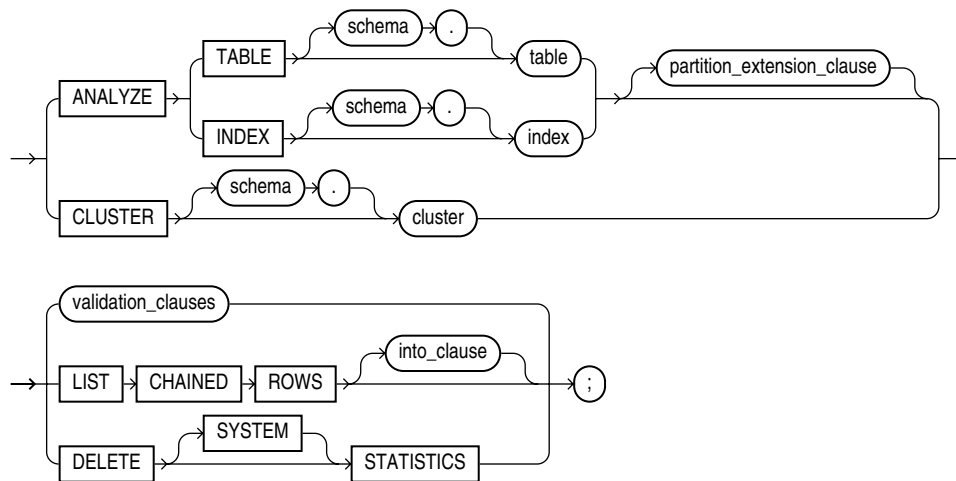 schema .
TABLE table partition_extension_clause
ANALYZE
schema .
INDEX index
schema .
CLUSTER cluster
validation_clauses
into_clause
LIST CHAINED ROWS ;
SYSTEM
DELETE STATISTICS